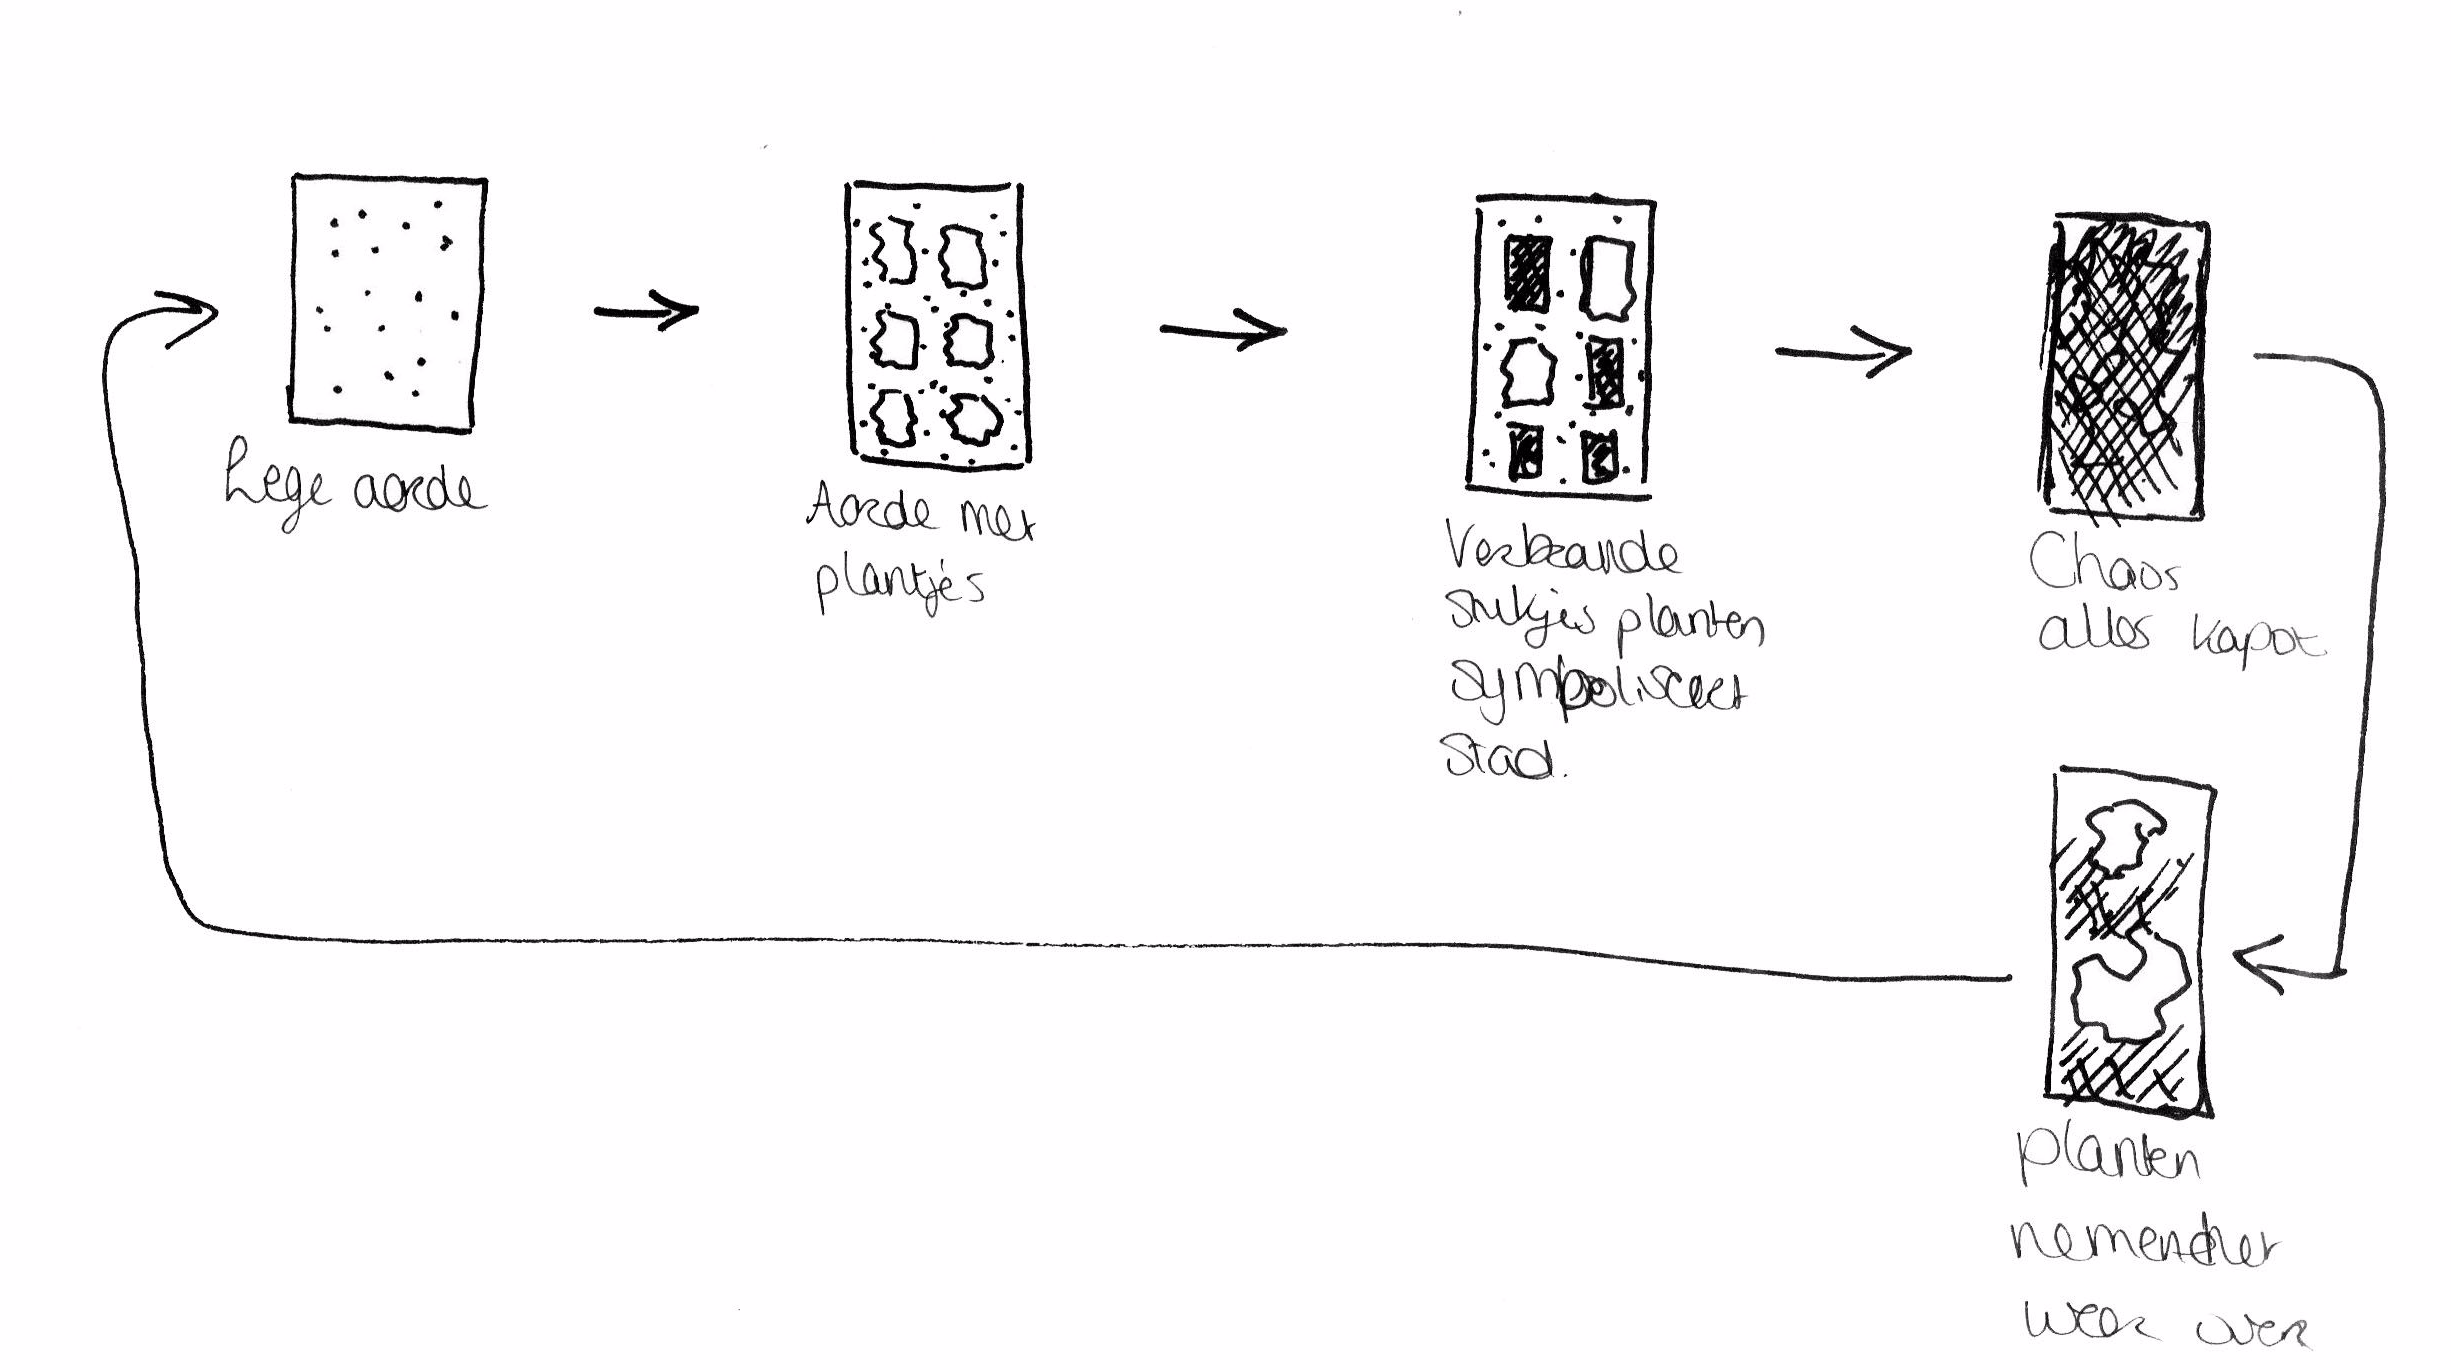 Lege aarde
Aarde met
plantjes
Verbrande
stukjes planten
symboliseert
stad.
Chaos
alles kapot
planten
nemen het
weer over